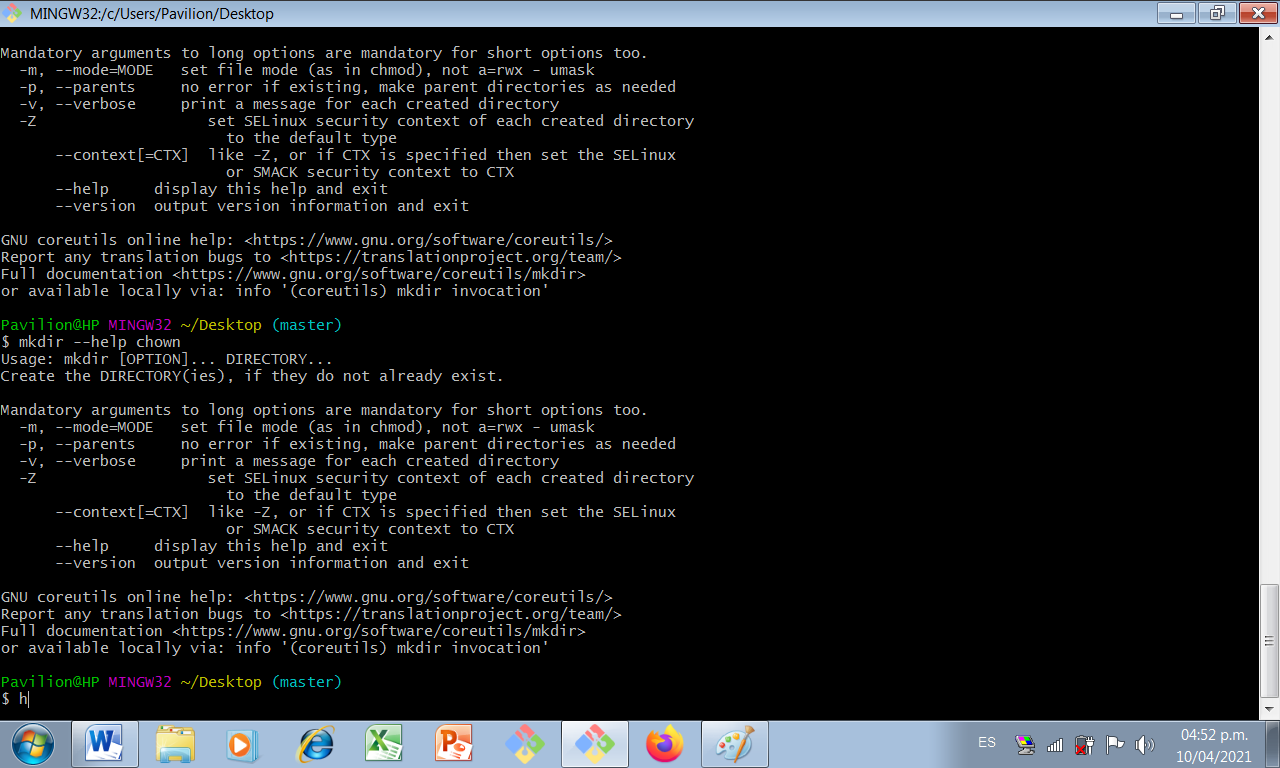 MINGW32:/c/Users/Pavilion/Desktop
Mandatory arguments to long options are mandatory for short options too.
  -m, --mode=MODE   set file mode (as in chmod), not a=rwx - umask
  -p, --parents     no error if existing, make parent directories as needed
  -v, --verbose     print a message for each created directory
  -Z                   set SELinux security context of each created directory
                         to the default type
      --context[=CTX]  like -Z, or if CTX is specified then set the SELinux
                         or SMACK security context to CTX
      --help     display this help and exit
      --version  output version information and exit
GNU coreutils online help: <https://www.gnu.org/software/coreutils/>
Report any translation bugs to <https://translationproject.org/team/>
Full documentation <https://www.gnu.org/software/coreutils/mkdir>
or available locally via: info '(coreutils) mkdir invocation'
Pavilion@HP MINGW32 ~/Desktop (master)
$ mkdir --help chown
Usage: mkdir [OPTION]... DIRECTORY...
Create the DIRECTORY(ies), if they do not already exist.
Mandatory arguments to long options are mandatory for short options too.
  -m, --mode=MODE   set file mode (as in chmod), not a=rwx - umask
  -p, --parents     no error if existing, make parent directories as needed
  -v, --verbose     print a message for each created directory
  -Z                   set SELinux security context of each created directory
                         to the default type
      --context[=CTX]  like -Z, or if CTX is specified then set the SELinux
                         or SMACK security context to CTX
      --help     display this help and exit
      --version  output version information and exit
GNU coreutils online help: <https://www.gnu.org/software/coreutils/>
Report any translation bugs to <https://translationproject.org/team/>
Full documentation <https://www.gnu.org/software/coreutils/mkdir>
or available locally via: info '(coreutils) mkdir invocation'
Pavilion@HP MINGW32 ~/Desktop (master)
$ h
ES
04:52 p.m.
10/04/2021